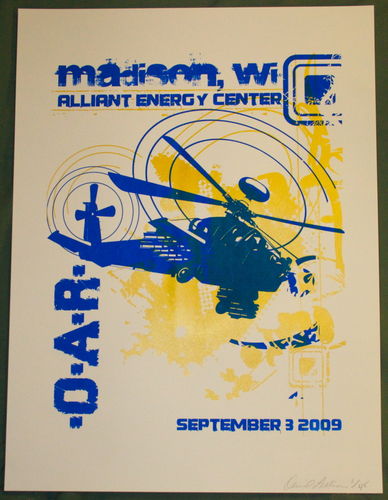 madison, wi
ALLIANT ENERGY CENTER
·O·A·R·
SEPTEMBER 3 2009